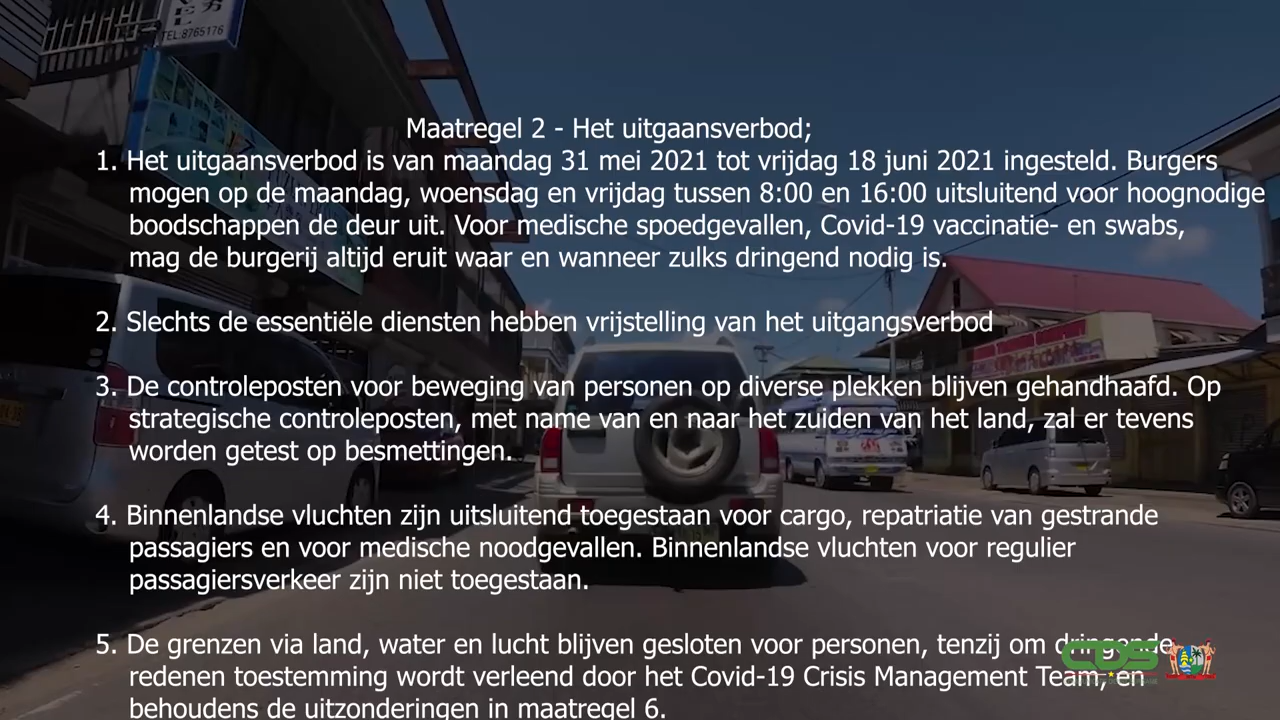 TEL:8765176
Maatregel 2 - Het uitgaansverbod;
1. Het uitgaansverbod is van maandag 31 mei 2021 tot vrijdag 18 juni 2021 ingesteld. Burgers
mogen op de maandag, woensdag en vrijdag tussen 8:00 en 16:00 uitsluitend voor hoognodige
boodschappen de deur uit. Voor medische spoedgevallen, Covid-19 vaccinatie- en swabs,
mag de burgerij altijd eruit waar en wanneer zulks dringend nodig is.
2. Slechts de essentiële diensten hebben vrijstelling van het uitgangsverbod
3. De controleposten voor beweging van personen op diverse plekken blijven gehandhaafd. Op
strategische controleposten, met name van en naar het zuiden van het land, zal er tevens
worden getest op besmettingen.
4. Binnenlandse vluchten zijn uitsluitend toegestaan voor cargo, repatriatie van gestrande
passagiers en voor medische noodgevallen. Binnenlandse vluchten voor regulier
passagiersverkeer zijn niet toegestaan.
5. De grenzen via land, water en lucht blijven gesloten voor personen, tenzij om dringende
redenen toestemming wordt verleend door het Covid-19 Crisis Management Team, en
behoudens de uitzonderingen in maatregel 6.
CDS